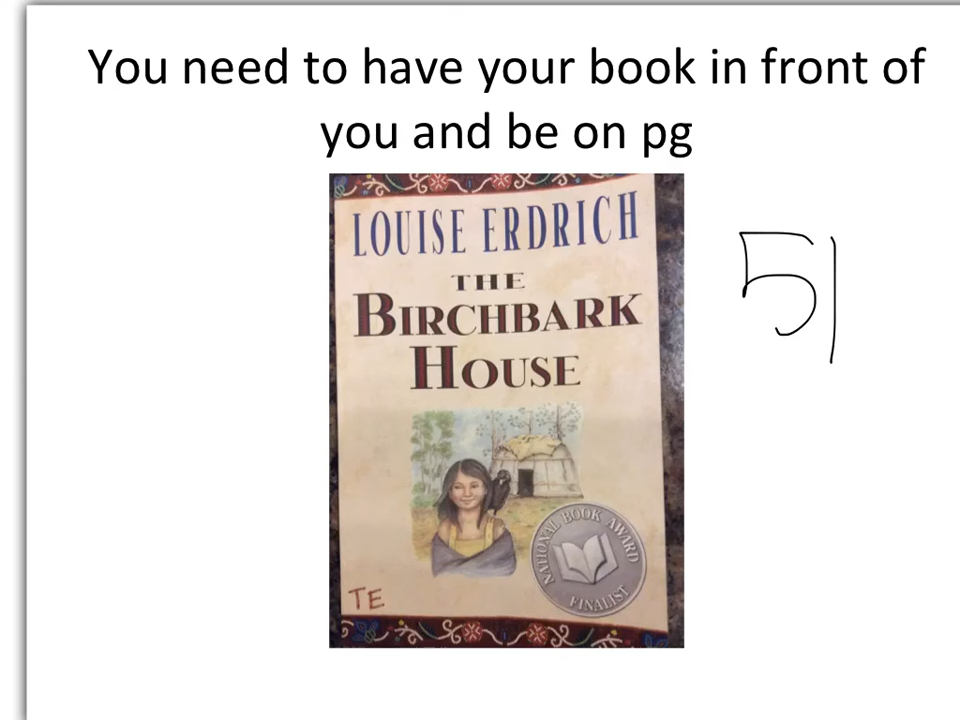 You need to have your book in front of
you and be on pg
51
LOUISE ERDRICH
THE
BIRCHBARK
HOUSE
NATIONAL BOOK AWARD
FINALIST
TE